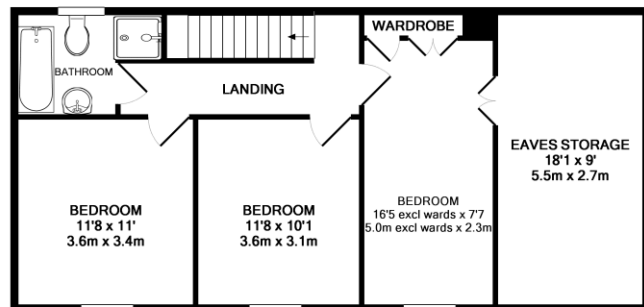 WARDROBE
BATHROOM
LANDING
EAVES STORAGE
18'1 x 9'
5.5m x 2.7m
BEDROOM
11'8 x 11'
3.6m x 3.4m
BEDROOM
11'8 x 10'1
3.6m x 3.1m
BEDROOM
16'5 excl wards x 7'7
5.0m excl wards x 2.3m